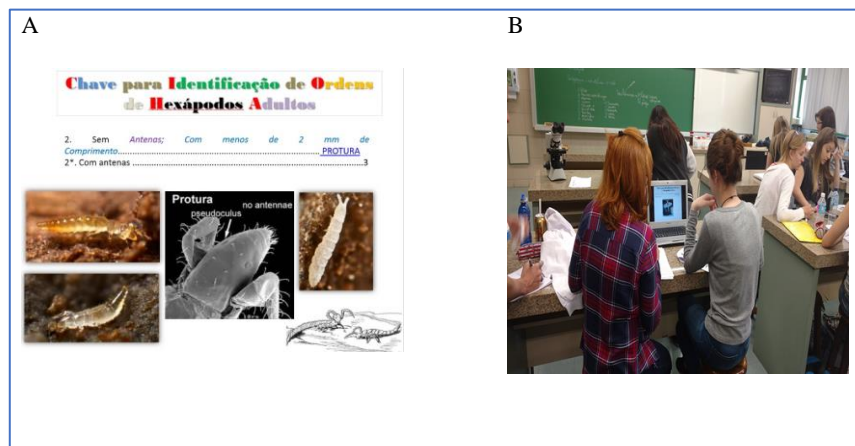 A
B
Chave para Identificação de Ordens
de Hexápodos Adultos
2. Sem Antenas; Com menos de 2 mm de
Comprimento.......................................................... PROTURA
2*. Com antenas ..................................................................3
Protura
no antennae
pseudoculus